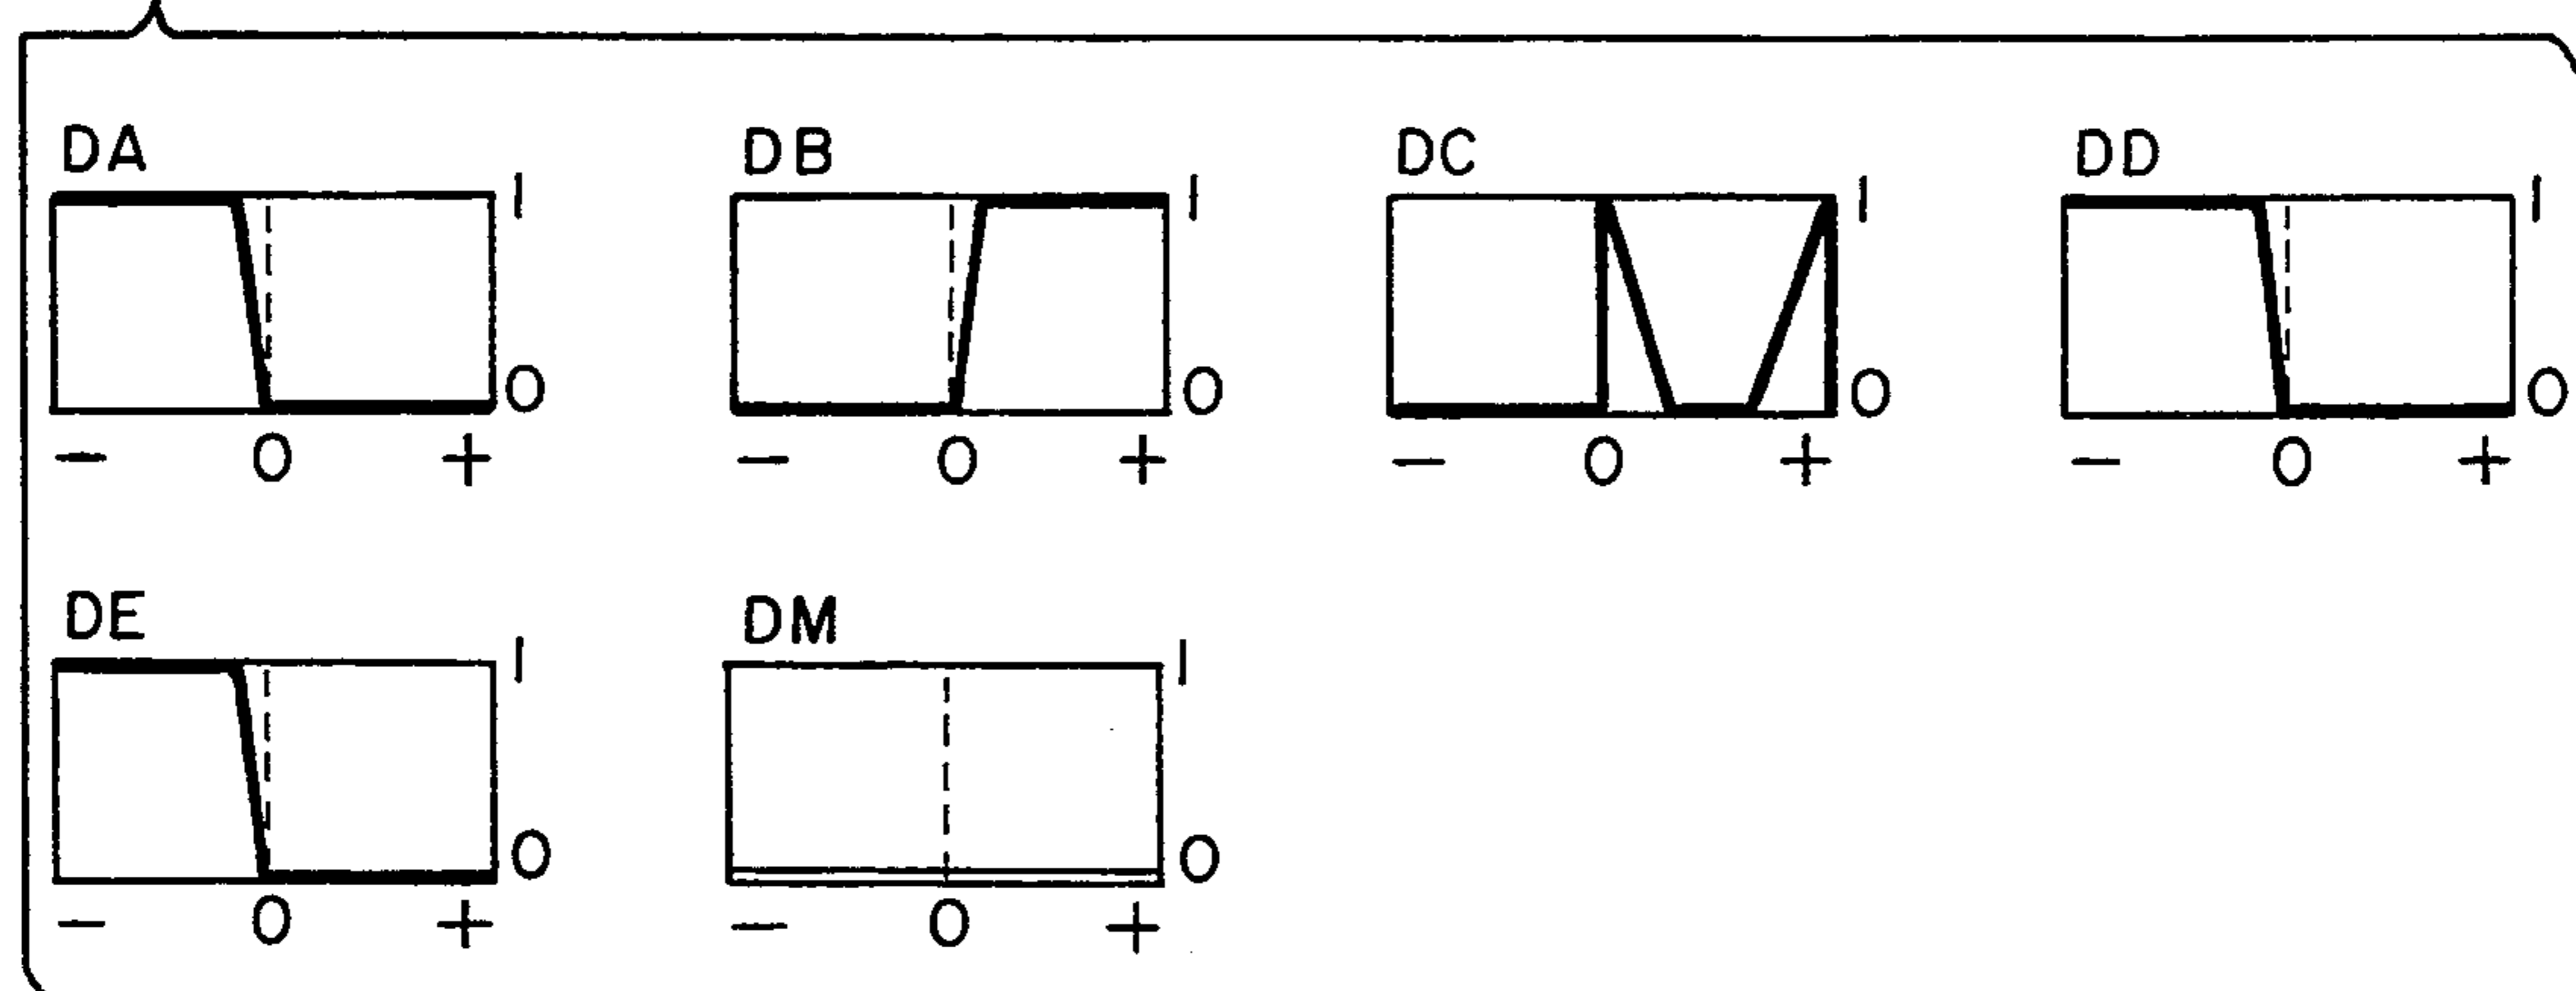 DA DB DC DD
1 1 1 1
0 0 0 0
- 0 + - 0 + - 0 + - 0 +
DE DM
1 1
0 0
- 0 + - 0 +